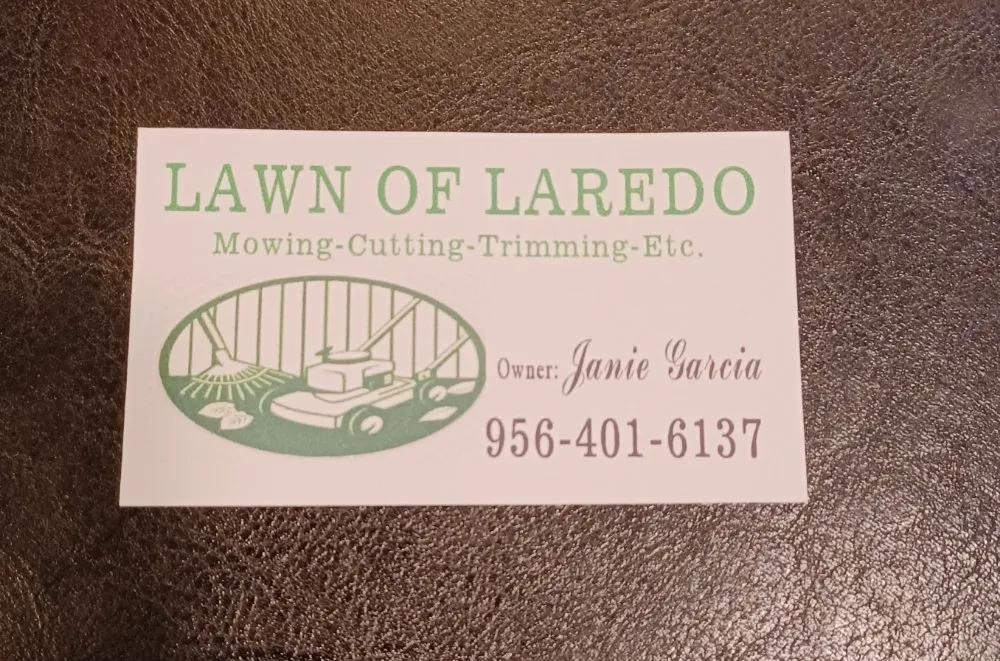 LAWN OF LAREDO
Mowing-Cutting-Trimming-Etc.
Owner: Janie Garcia
956-401-6137